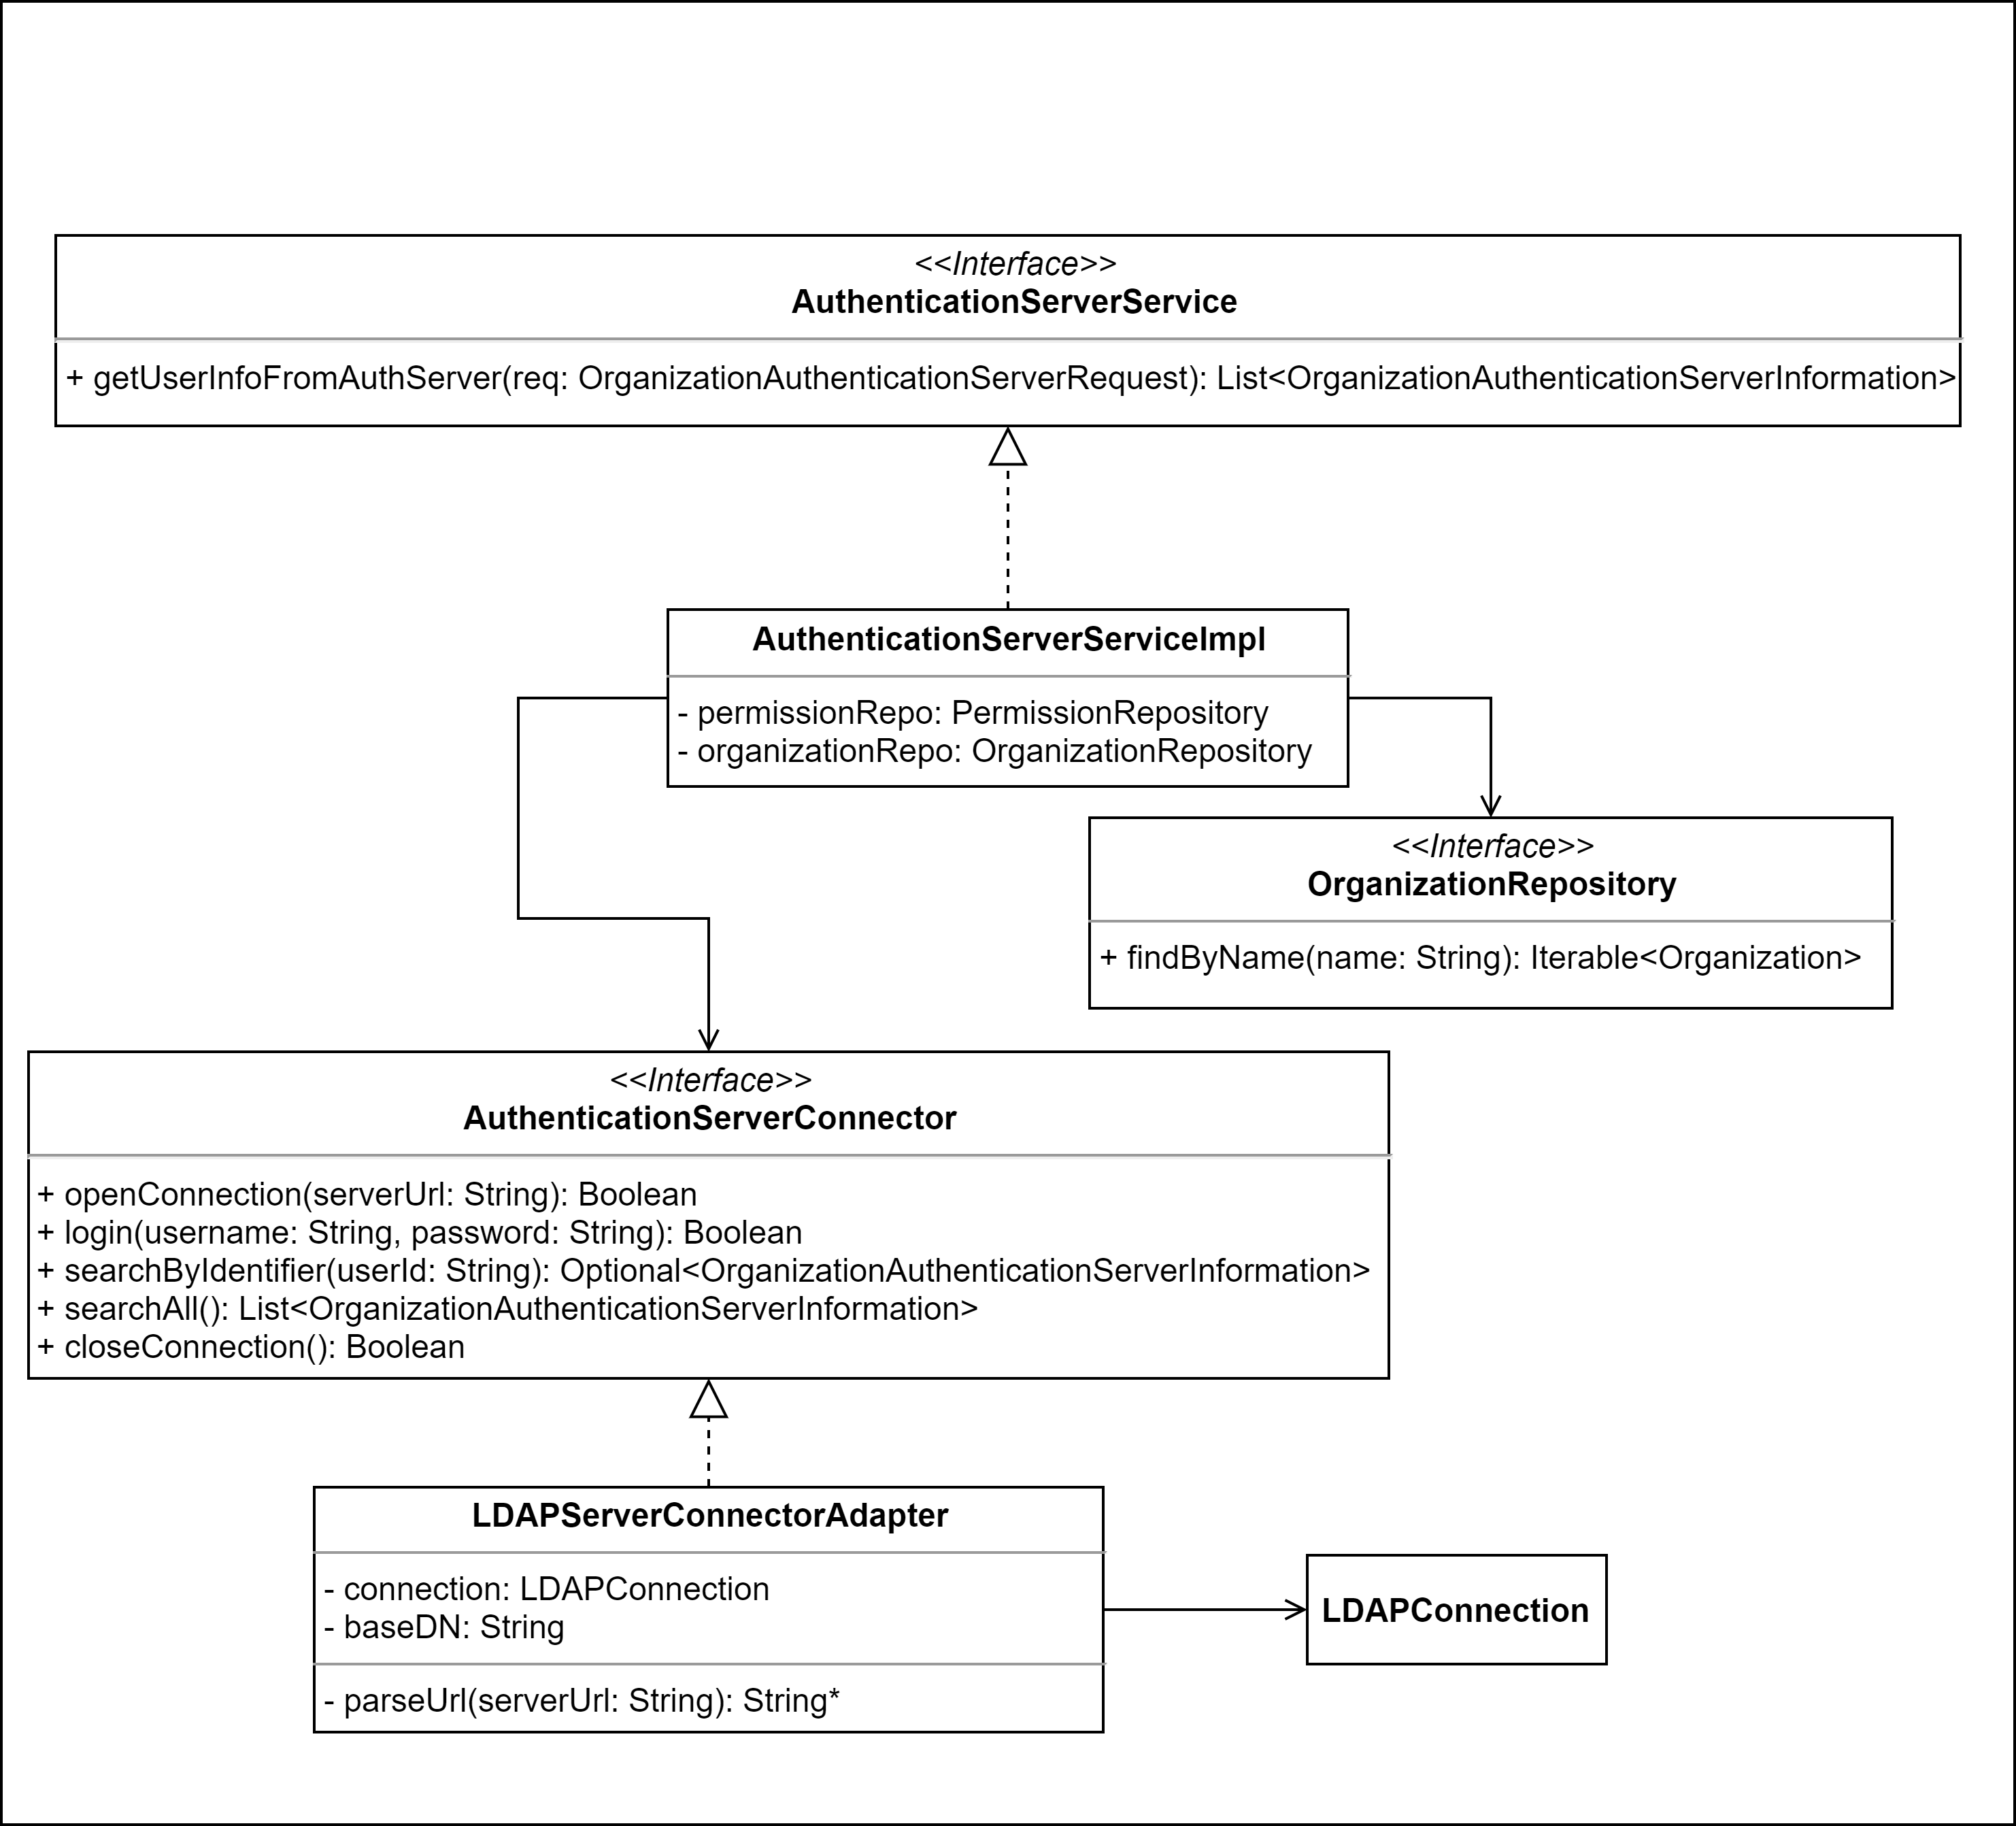 <<Interface>>
AuthenticationServerService
+ getUserInfoFromAuthServer(req: OrganizationAuthenticationServerRequest): List<OrganizationAuthenticationServerInformation>
AuthenticationServerServiceImpl
- permissionRepo: PermissionRepository
- organizationRepo: OrganizationRepository
<<Interface>>
OrganizationRepository
+ findByName(name: String): Iterable<Organization>
<<Interface>>
AuthenticationServerConnector
+ openConnection(serverUrl: String): Boolean
+ login(username: String, password: String): Boolean
+ searchByIdentifier(userId: String): Optional<OrganizationAuthenticationServerInformation>
+ searchAll(): List<OrganizationAuthenticationServerInformation>
+ closeConnection(): Boolean
LDAPServerConnectorAdapter
- connection: LDAPConnection
- baseDN: String
- parseUrl(serverUrl: String): String*
LDAPConnection